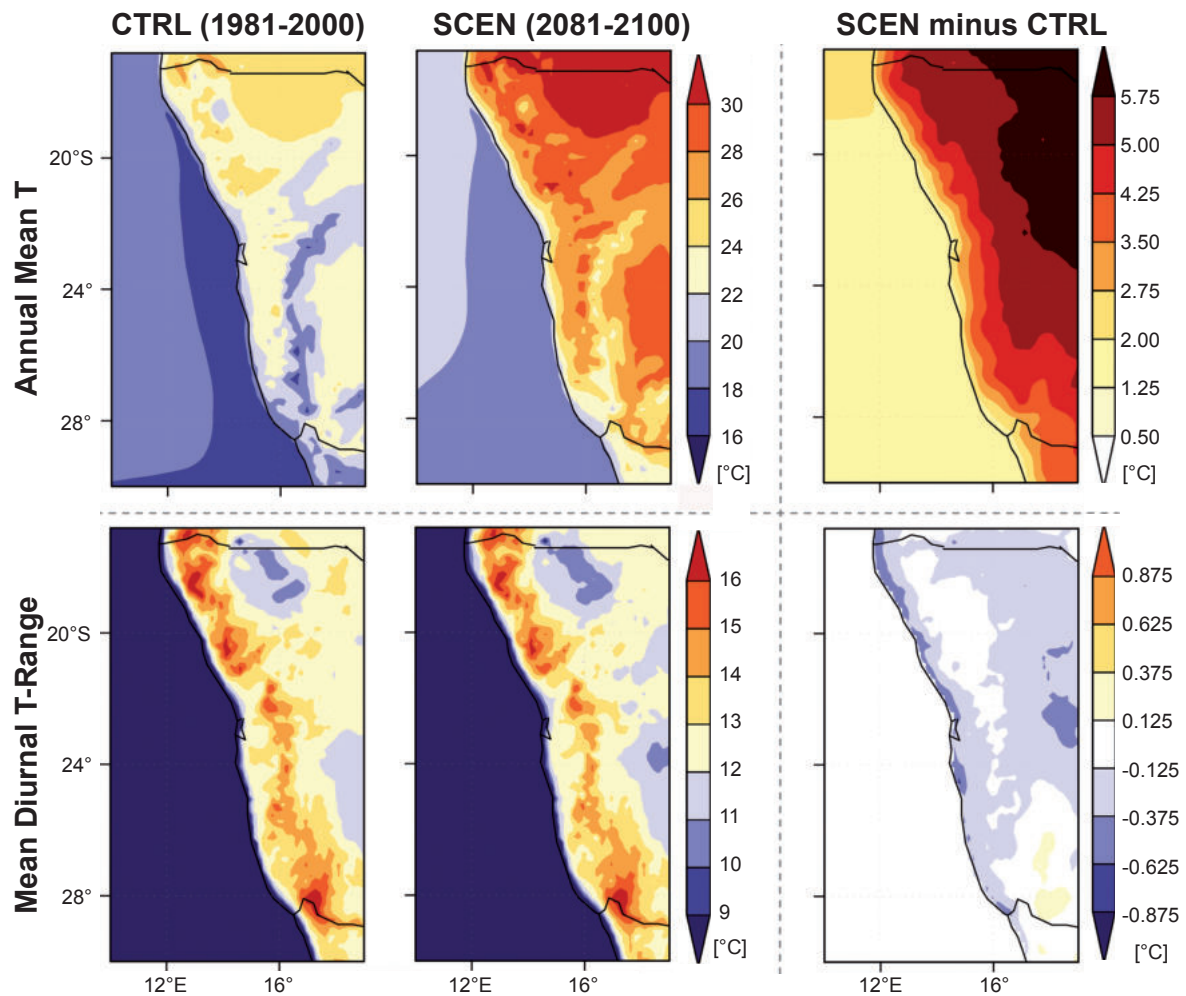 CTRL (1981-2000)
SCEN (2081-2100)
SCEN minus CTRL
Annual Mean T
20°S
24°
28°
30
28
26
24
22
20
18
16
[°C]
5.75
5.00
4.25
3.50
2.75
2.00
1.25
0.50
[°C]
Mean Diurnal T-Range
20°S
24°
28°
12°E
16°
12°E
16°
16
15
14
13
12
11
10
9
[°C]
0.875
0.625
0.375
0.125
-0.125
-0.375
-0.625
-0.875
[°C]
12°E
16°